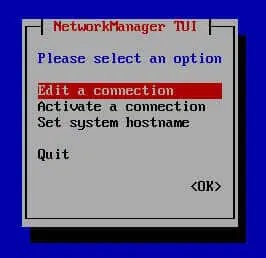 NetworkManager TUI
Please select an option
Edit a connection
Activate a connection
Set system hostname
Quit
<OK>